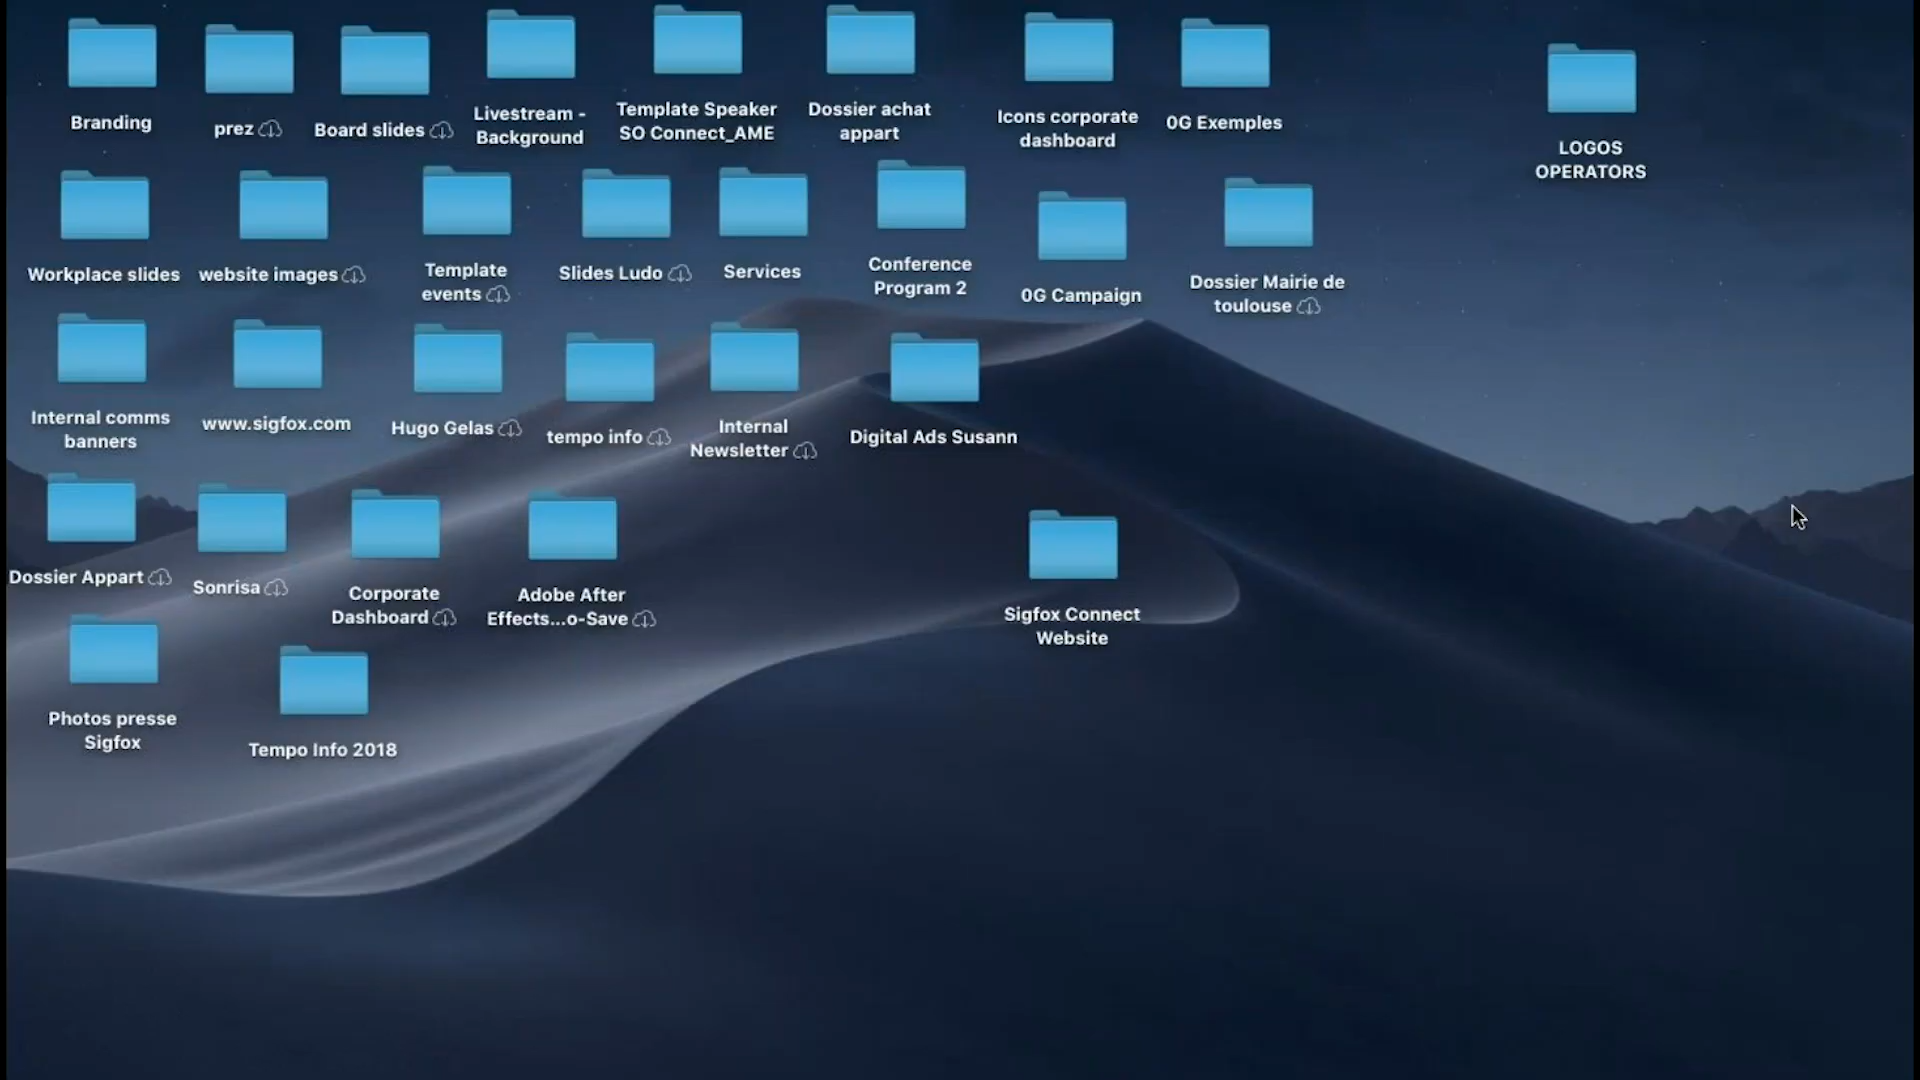 Branding
prez
Board slides
Livestream -
Background
Template Speaker
SO Connect_AME
Dossier achat
appart
Icons corporate
dashboard
0G Exemples
LOGOS
OPERATORS
Workplace slides
website images
Template
events
Slides Ludo
Services
Conference
Program 2
0G Campaign
Dossier Mairie de
toulouse
Internal comms
banners
www.sigfox.com
Hugo Gelas
tempo info
Internal
Newsletter
Digital Ads Susann
Dossier Appart
Sonrisa
Corporate
Dashboard
Adobe After
Effects...o-Save
Sigfox Connect
Website
Photos presse
Sigfox
Tempo Info 2018